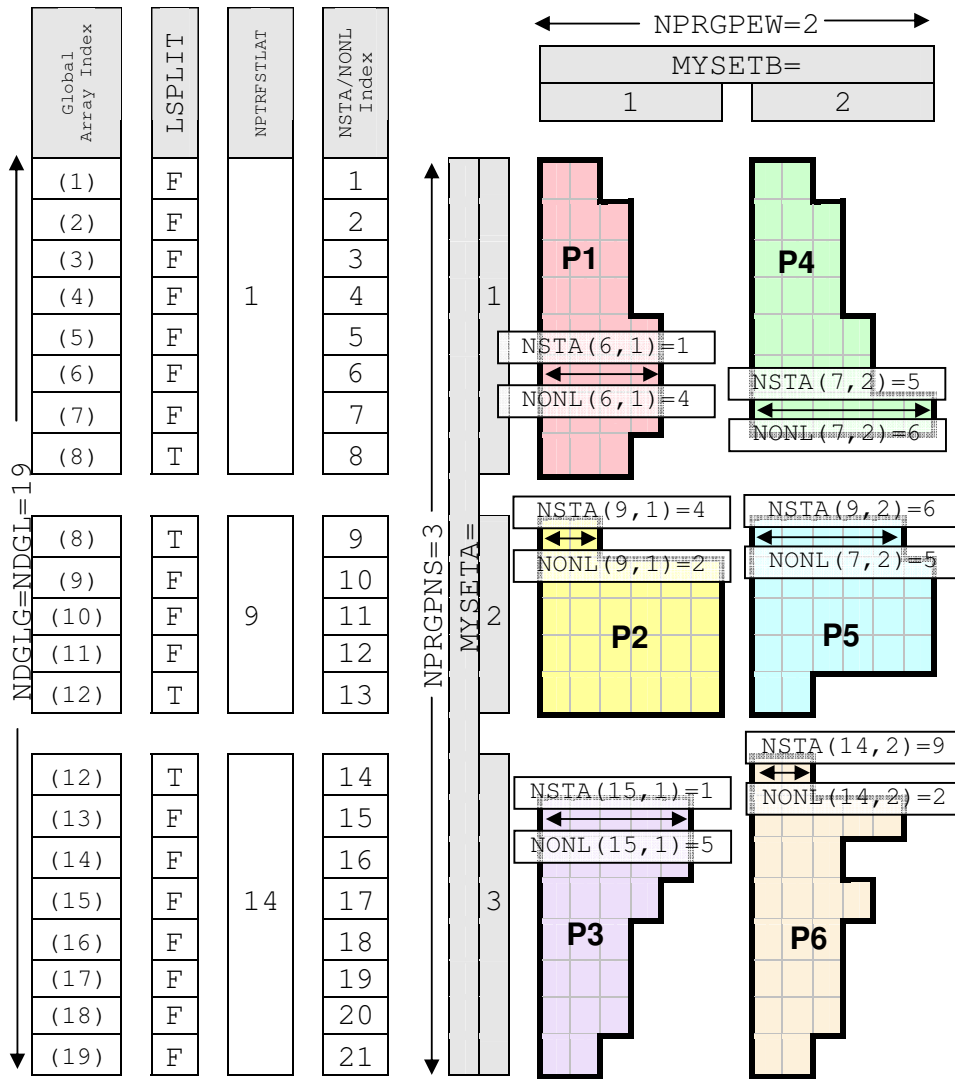 NPRGPEW=2
MYSETB=
1 2
Global Array Index
LSPLIT
NPTRFSTLAT
NSTA/NONL Index
NDGLG=NDGL=19
NPRGPNS=3
MYSETA=
(1) F 1
(2) F 2
(3) F 3
(4) F 4
(5) F 5
(6) F 6
(7) F 7
(8) T 8
1
1
P1
NSTA(6,1)=1
NONL(6,1)=4
P4
NSTA(7,2)=5
NONL(7,2)=6
(8) T 9
(9) F 10
(10) F 11
(11) F 12
(12) T 13
9
2
NSTA(9,1)=4
NONL(9,1)=2
P2
NSTA(9,2)=6
NONL(7,2)=5
P5
(12) T 14
(13) F 15
(14) F 16
(15) F 17
(16) F 18
(17) F 19
(18) F 20
(19) F 21
14
3
NSTA(15,1)=1
NONL(15,1)=5
P3
NSTA(14,2)=9
NONL(14,2)=2
P6